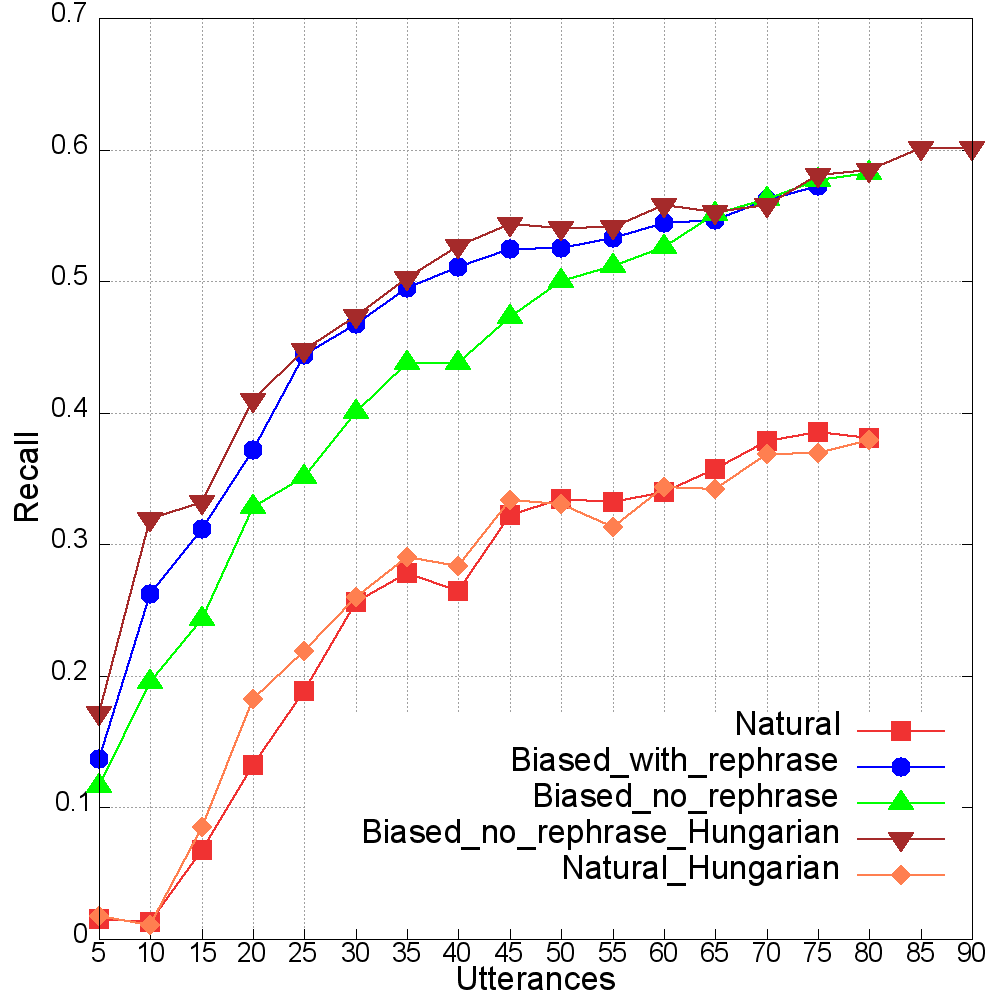 0.7
0.6
0.5
0.4
0.3
0.2
0.1
0
Recall
Natural
Biased_with_rephrase
Biased_no_rephrase
Biased_no_rephrase_Hungarian
Natural_Hungarian
5 10 15 20 25 30 35 40 45 50 55 60 65 70 75 80 85 90
Utterances